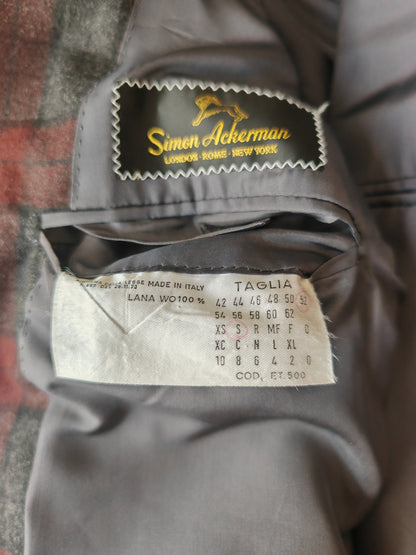 Simon Ackerman
LONDON · ROME · NEW YORK
LEGGE MADE IN ITALY
LANA WO 100 %
TAGLIA
42 44 46 48 50 52
54 56 58 60 62
XS S R MF F O
XC C N L XL
10 8 6 4 2 0
COD. ET. 500